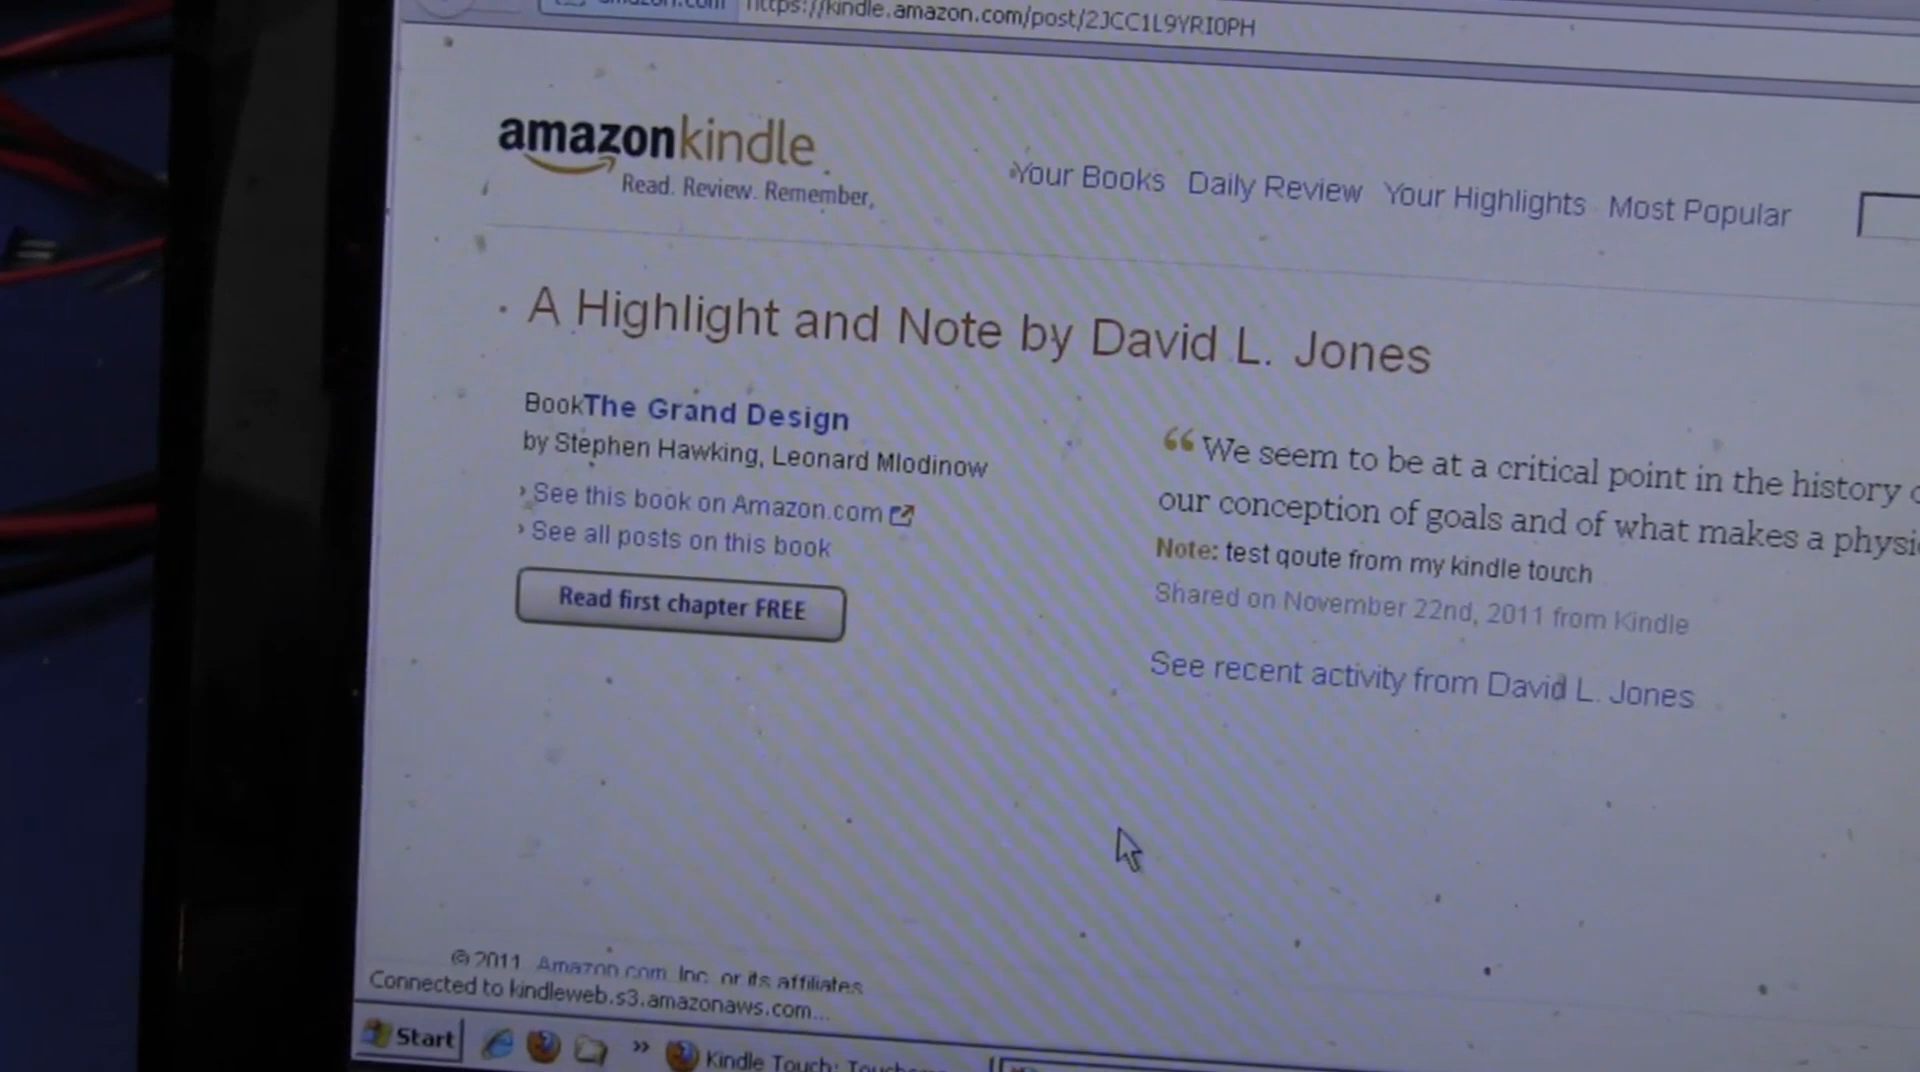 amazon.com https://kindle.amazon.com/post/2JCC1L9YRI0PH
amazonkindle
Read. Review. Remember.
Your Books Daily Review Your Highlights Most Popular
A Highlight and Note by David L. Jones
BookThe Grand Design
by Stephen Hawking, Leonard Mlodinow
› See this book on Amazon.com
› See all posts on this book
Read first chapter FREE
“We seem to be at a critical point in the history
our conception of goals and of what makes a
Note: test qoute from my kindle touch
Shared on November 22nd, 2011 from Kindle
See recent activity from David L. Jones
© 2011 Amazon.com, Inc. or its affiliates
Connected to kindleweb.s3.amazonaws.com...
Start » Kindle Touch: